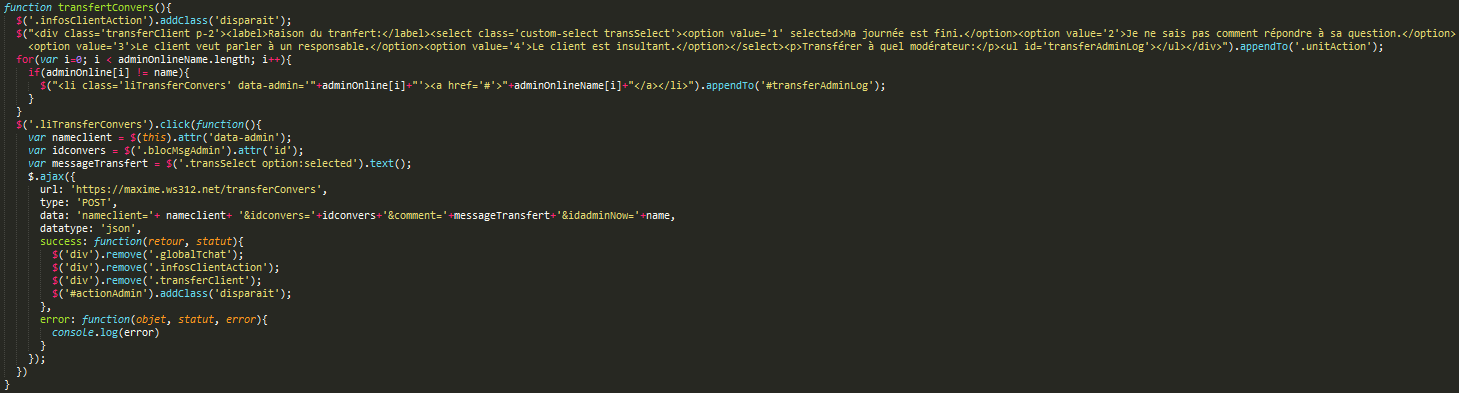 function transfertConvers(){
$('.infosClientAction').addClass('disparait');
$("<div class='transferClient p-2'><label>Raison du tranfert:</label><select class='custom-select transSelect'><option value='1' selected>Ma journée est fini.</option><option value='2'>Je ne sais pas comment répondre à sa question.</option>
<option value='3'>Le client veut parler à un responsable.</option><option value='4'>Le client est insultant.</option></select><p>Transférer à quel modérateur:</p><ul id='transferAdminLog'></ul></div>").appendTo('.unitAction');
for(var i=0; i < adminOnlineName.length; i++){
if(adminOnline[i] != name){
$("<li class='liTransferConvers' data-admin='"+adminOnline[i]+"'><a href='#'>"+adminOnlineName[i]+"</a></li>").appendTo('#transferAdminLog');
}
}
$('.liTransferConvers').click(function(){
var nameclient = $(this).attr('data-admin');
var idconvers = $('.blocMsgAdmin').attr('id');
var messageTransfert = $('.transSelect option:selected').text();
$.ajax({
url: 'https://maxime.ws312.net/transferConvers',
type: 'POST',
data: 'nameclient='+ nameclient+ '&idconvers='+idconvers+'&comment='+messageTransfert+'&idadminNow='+name,
datatype: 'json',
success: function(retour, statut){
$('div').remove('.globalTchat');
$('div').remove('.infosClientAction');
$('div').remove('.transferClient');
$('#actionAdmin').addClass('disparait');
},
error: function(objet, statut, error){
console.log(error)
}
});
})
}